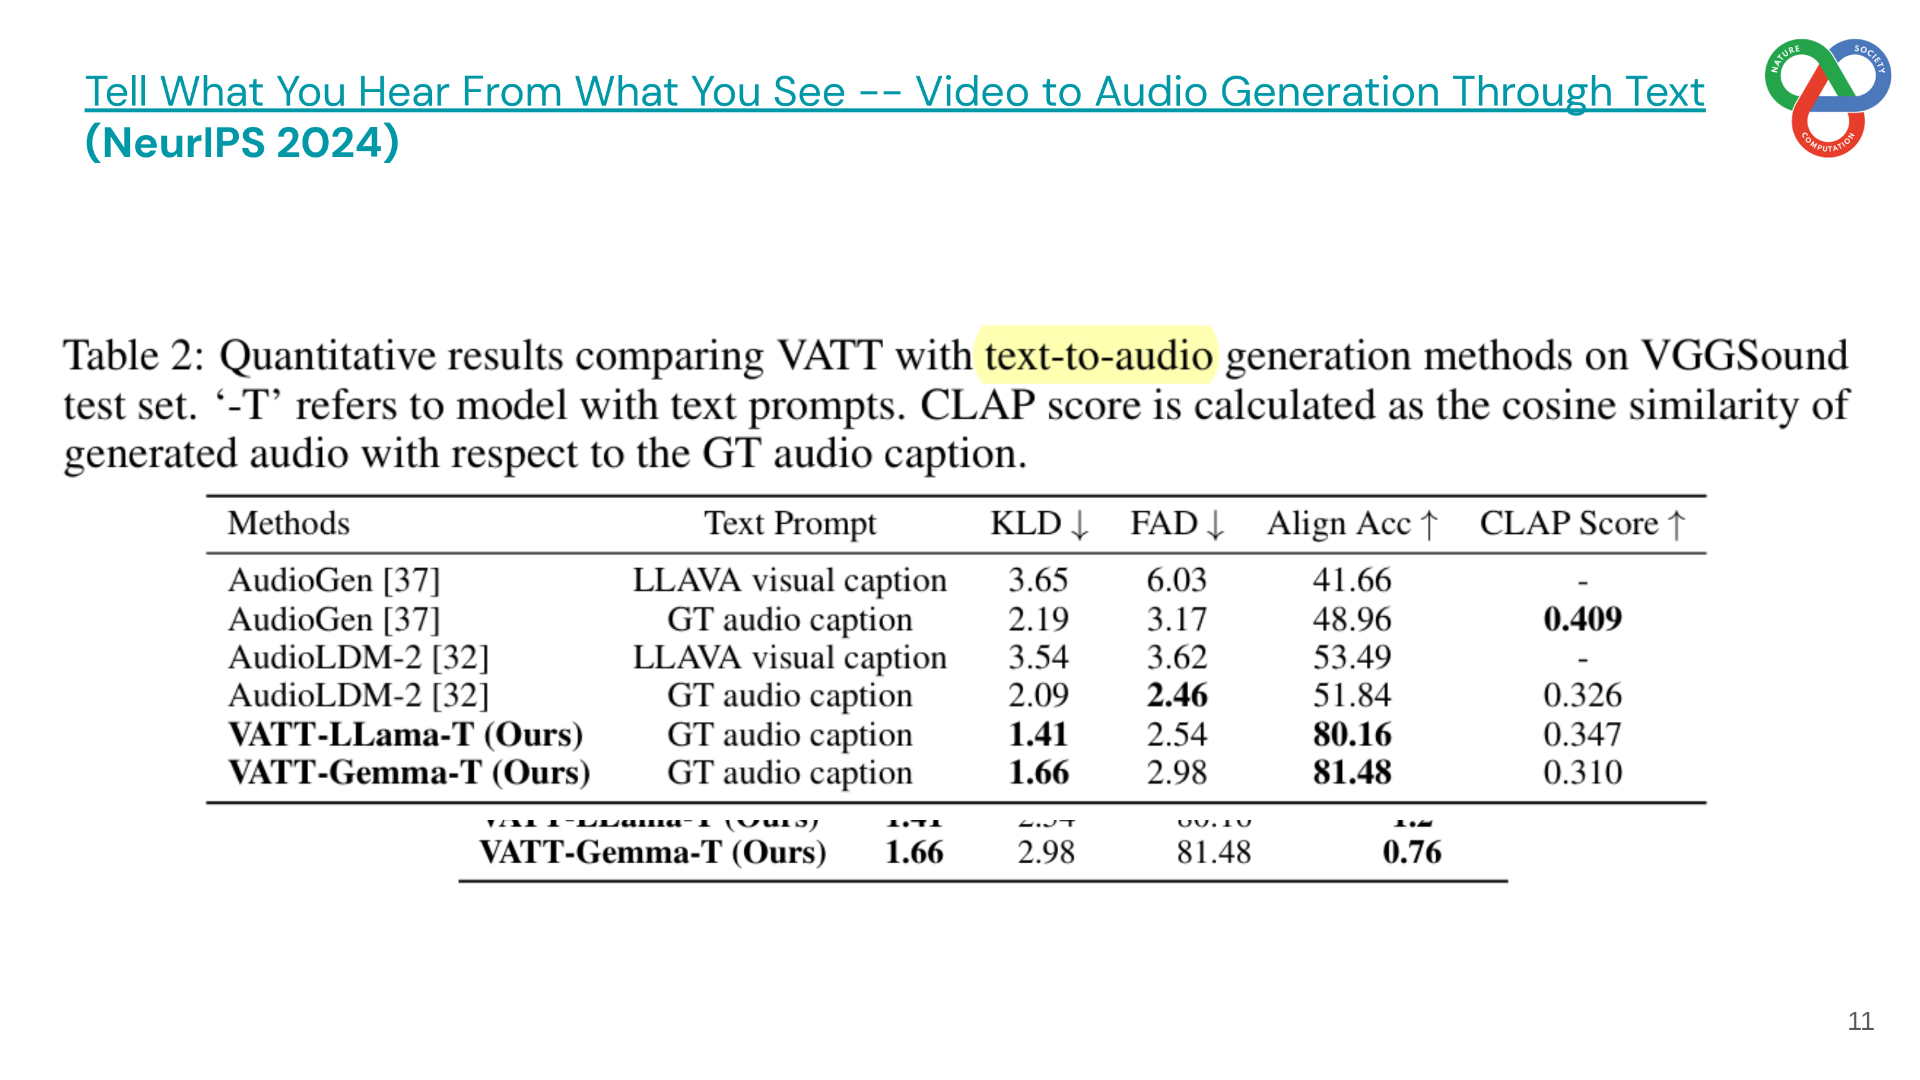 Tell What You Hear From What You See -- Video to Audio Generation Through Text
(NeurIPS 2024)
NATURE
SOCIETY
COMPUTATION
Table 2: Quantitative results comparing VATT with text-to-audio generation methods on VGGSound
test set. ‘-T’ refers to model with text prompts. CLAP score is calculated as the cosine similarity of
generated audio with respect to the GT audio caption.
Methods Text Prompt KLD ↓ FAD ↓ Align Acc ↑ CLAP Score ↑
AudioGen [37] LLAVA visual caption 3.65 6.03 41.66 -
AudioGen [37] GT audio caption 2.19 3.17 48.96 0.409
AudioLDM-2 [32] LLAVA visual caption 3.54 3.62 53.49 -
AudioLDM-2 [32] GT audio caption 2.09 2.46 51.84 0.326
VATT-LLama-T (Ours) GT audio caption 1.41 2.54 80.16 0.347
VATT-Gemma-T (Ours) GT audio caption 1.66 2.98 81.48 0.310
VATT-Gemma-T (Ours) 1.66 2.98 81.48 0.76
11